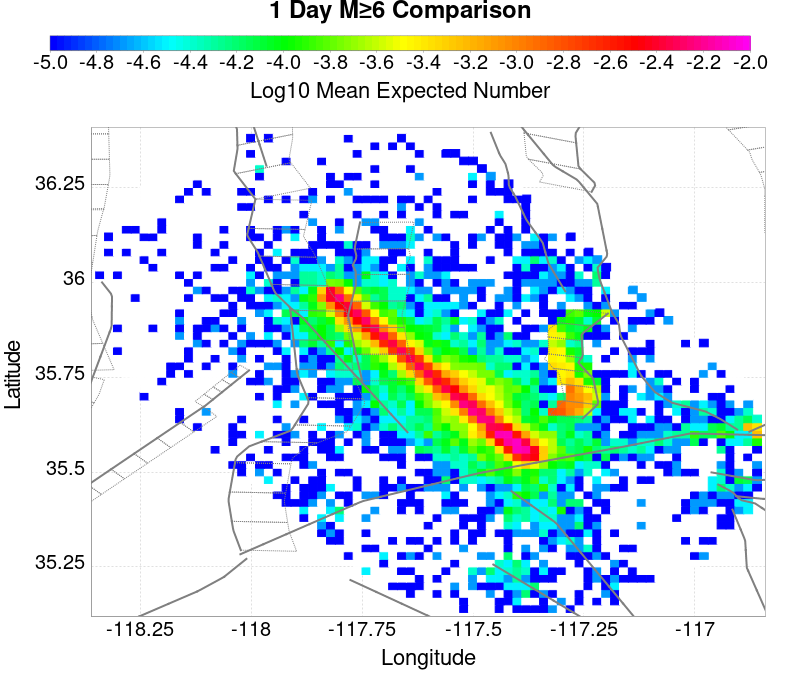 1 Day M≥6 Comparison
-5.0 -4.8 -4.6 -4.4 -4.2 -4.0 -3.8 -3.6 -3.4 -3.2 -3.0 -2.8 -2.6 -2.4 -2.2 -2.0
Log10 Mean Expected Number
36.25
36
35.75
35.5
35.25
Latitude
-118.25 -118 -117.75 -117.5 -117.25 -117
Longitude